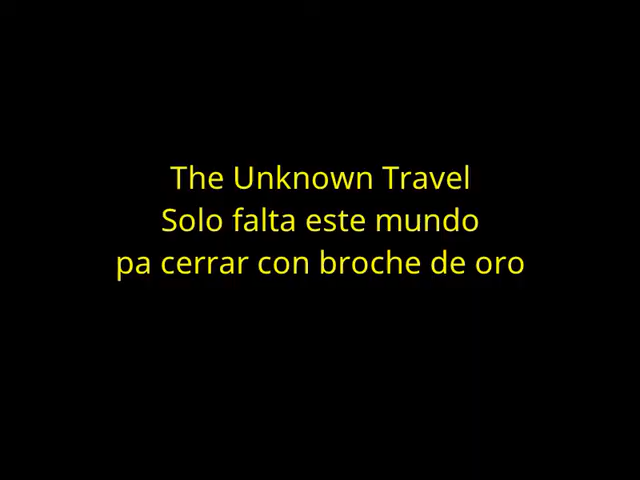 The Unknown Travel
Solo falta este mundo
pa cerrar con broche de oro